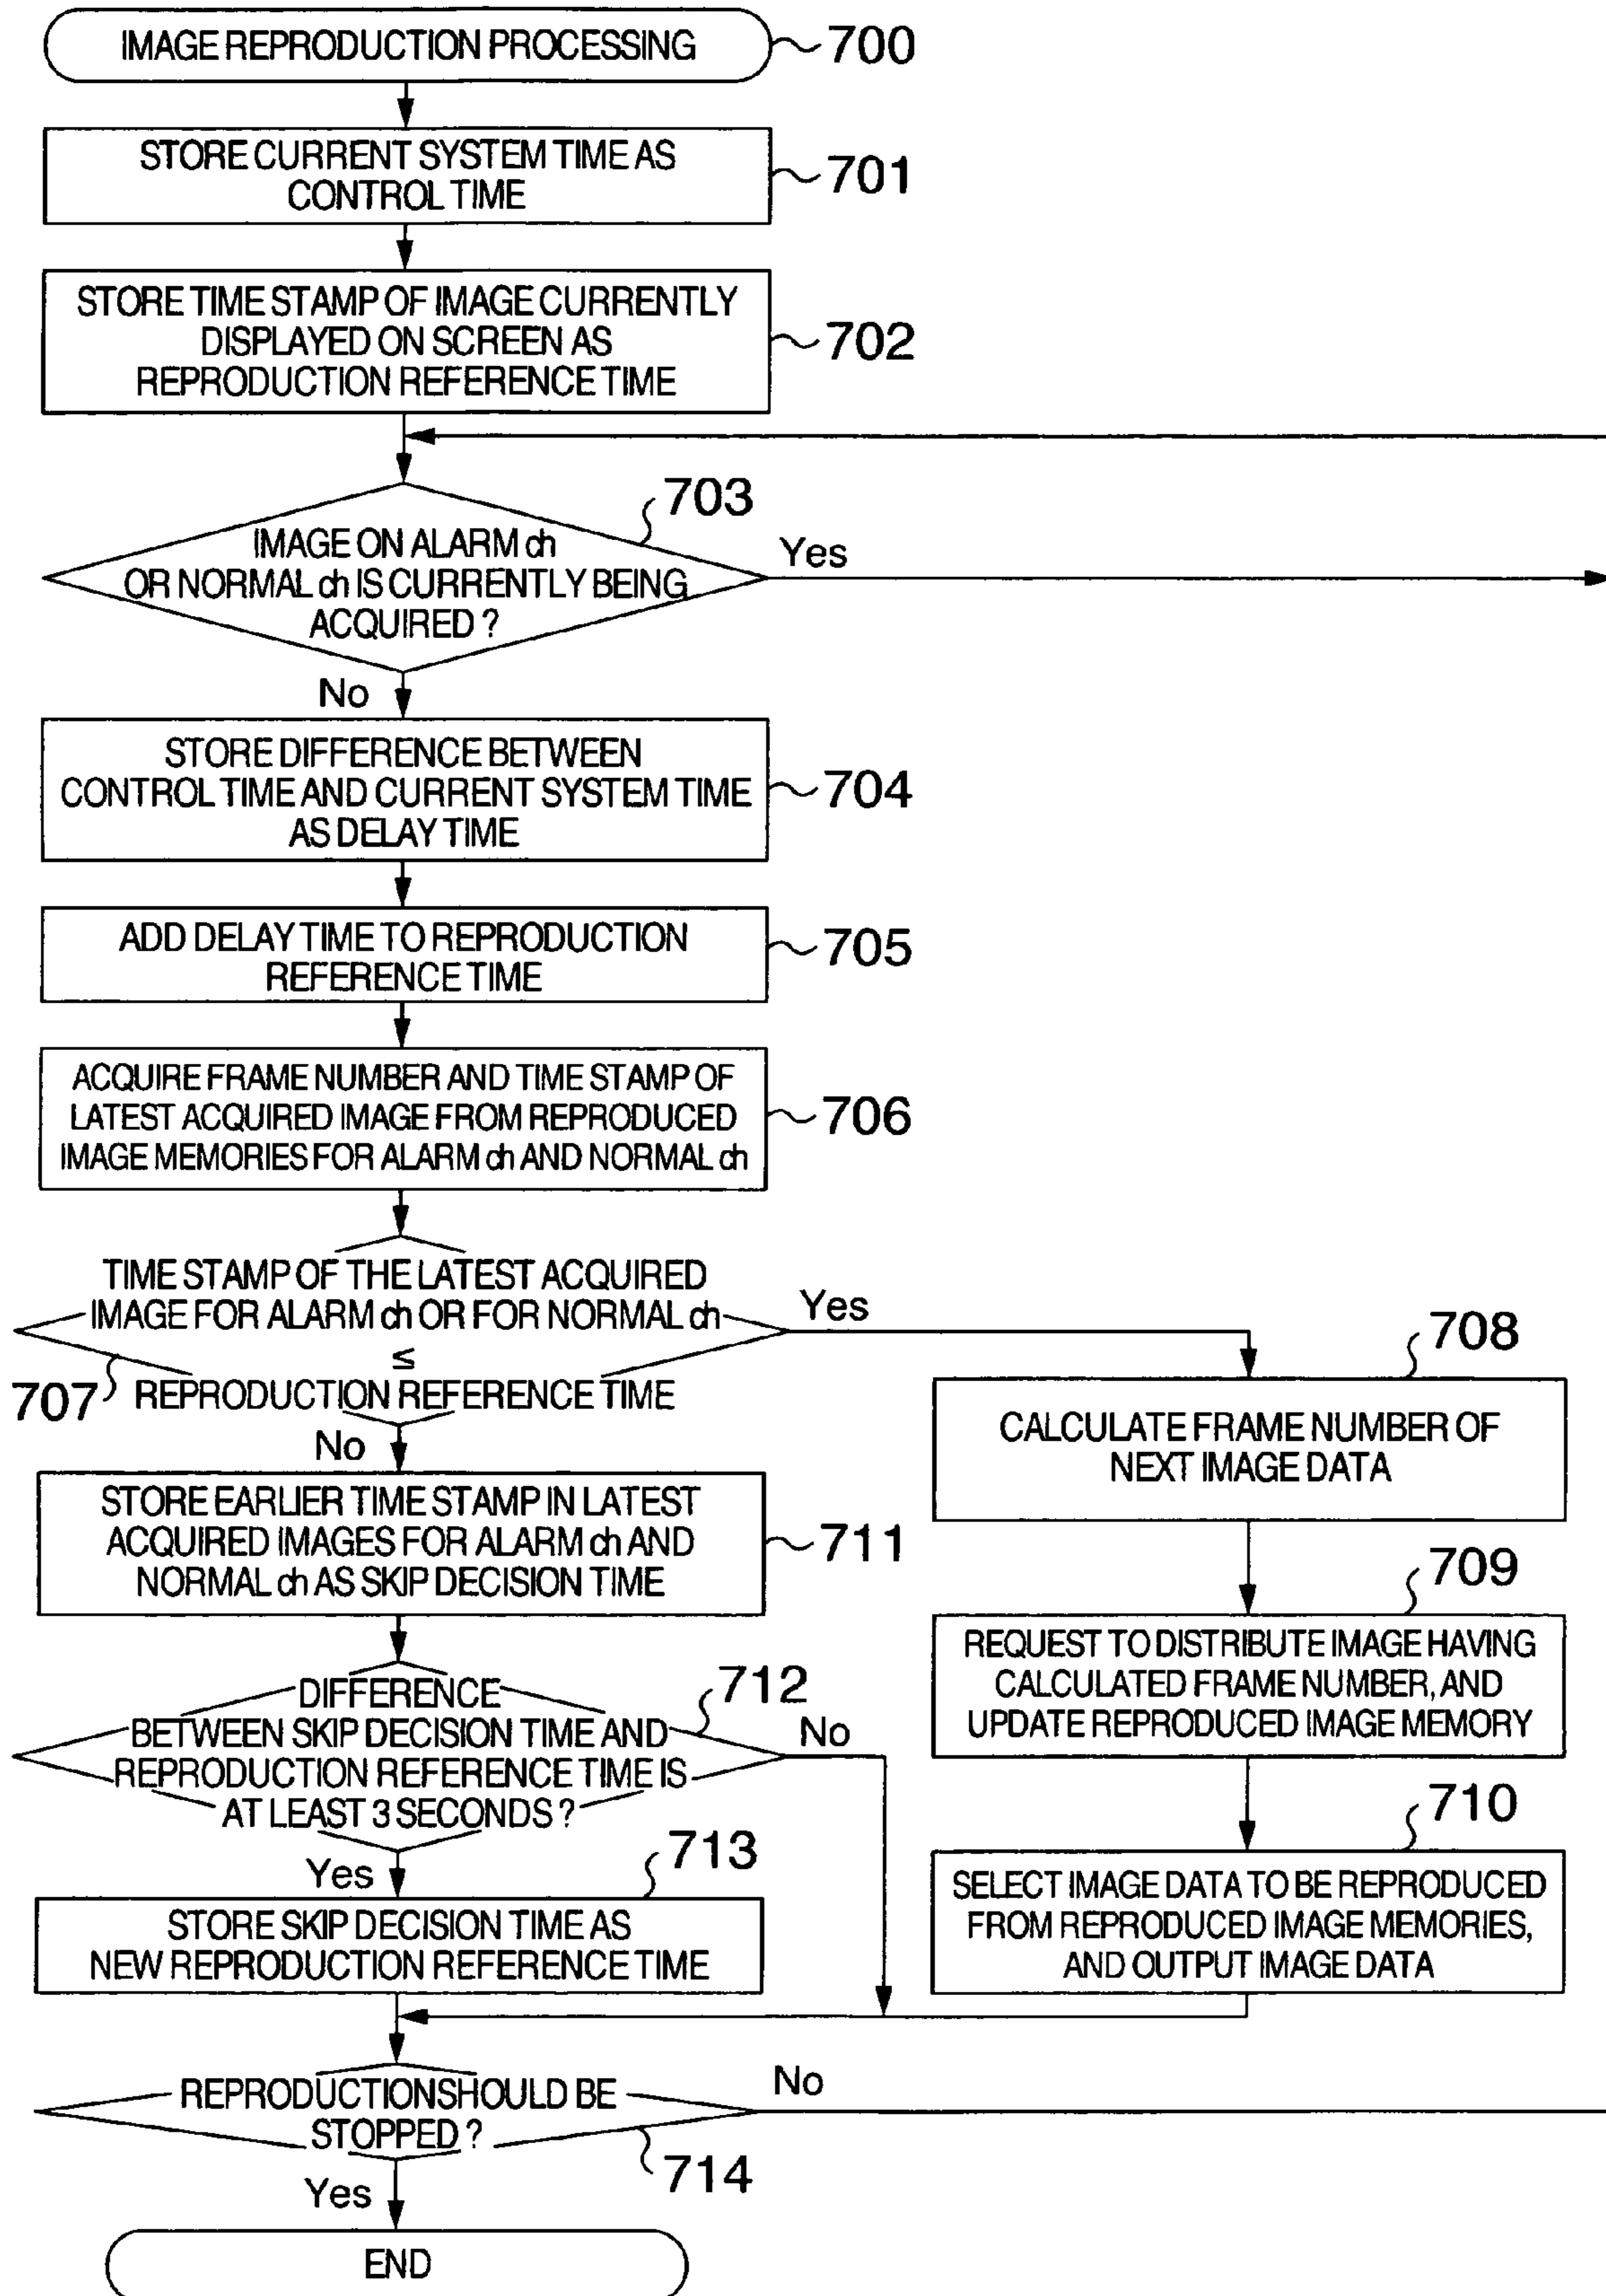 IMAGE REPRODUCTION PROCESSING
700
STORE CURRENT SYSTEM TIME AS
CONTROL TIME
701
STORE TIME STAMP OF IMAGE CURRENTLY
DISPLAYED ON SCREEN AS
REPRODUCTION REFERENCE TIME
702
703
IMAGE ON ALARM ch
OR NORMAL ch IS CURRENTLY BEING
ACQUIRED ?
Yes
No
STORE DIFFERENCE BETWEEN
CONTROL TIME AND CURRENT SYSTEM TIME
AS DELAY TIME
704
ADD DELAY TIME TO REPRODUCTION
REFERENCE TIME
705
ACQUIRE FRAME NUMBER AND TIME STAMP OF
LATEST ACQUIRED IMAGE FROM REPRODUCED
IMAGE MEMORIES FOR ALARM ch AND NORMAL ch
706
TIME STAMP OF THE LATEST ACQUIRED
IMAGE FOR ALARM ch OR FOR NORMAL ch
≤
REPRODUCTION REFERENCE TIME
707
Yes
No
708
CALCULATE FRAME NUMBER OF
NEXT IMAGE DATA
709
REQUEST TO DISTRIBUTE IMAGE HAVING
CALCULATED FRAME NUMBER, AND
UPDATE REPRODUCED IMAGE MEMORY
710
SELECT IMAGE DATA TO BE REPRODUCED
FROM REPRODUCED IMAGE MEMORIES,
AND OUTPUT IMAGE DATA
STORE EARLIER TIME STAMP IN LATEST
ACQUIRED IMAGES FOR ALARM ch AND
NORMAL ch AS SKIP DECISION TIME
711
DIFFERENCE
BETWEEN SKIP DECISION TIME AND
REPRODUCTION REFERENCE TIME IS
AT LEAST 3 SECONDS ?
712
No
Yes
713
STORE SKIP DECISION TIME AS
NEW REPRODUCTION REFERENCE TIME
REPRODUCTION SHOULD BE
STOPPED ?
No
714
Yes
END